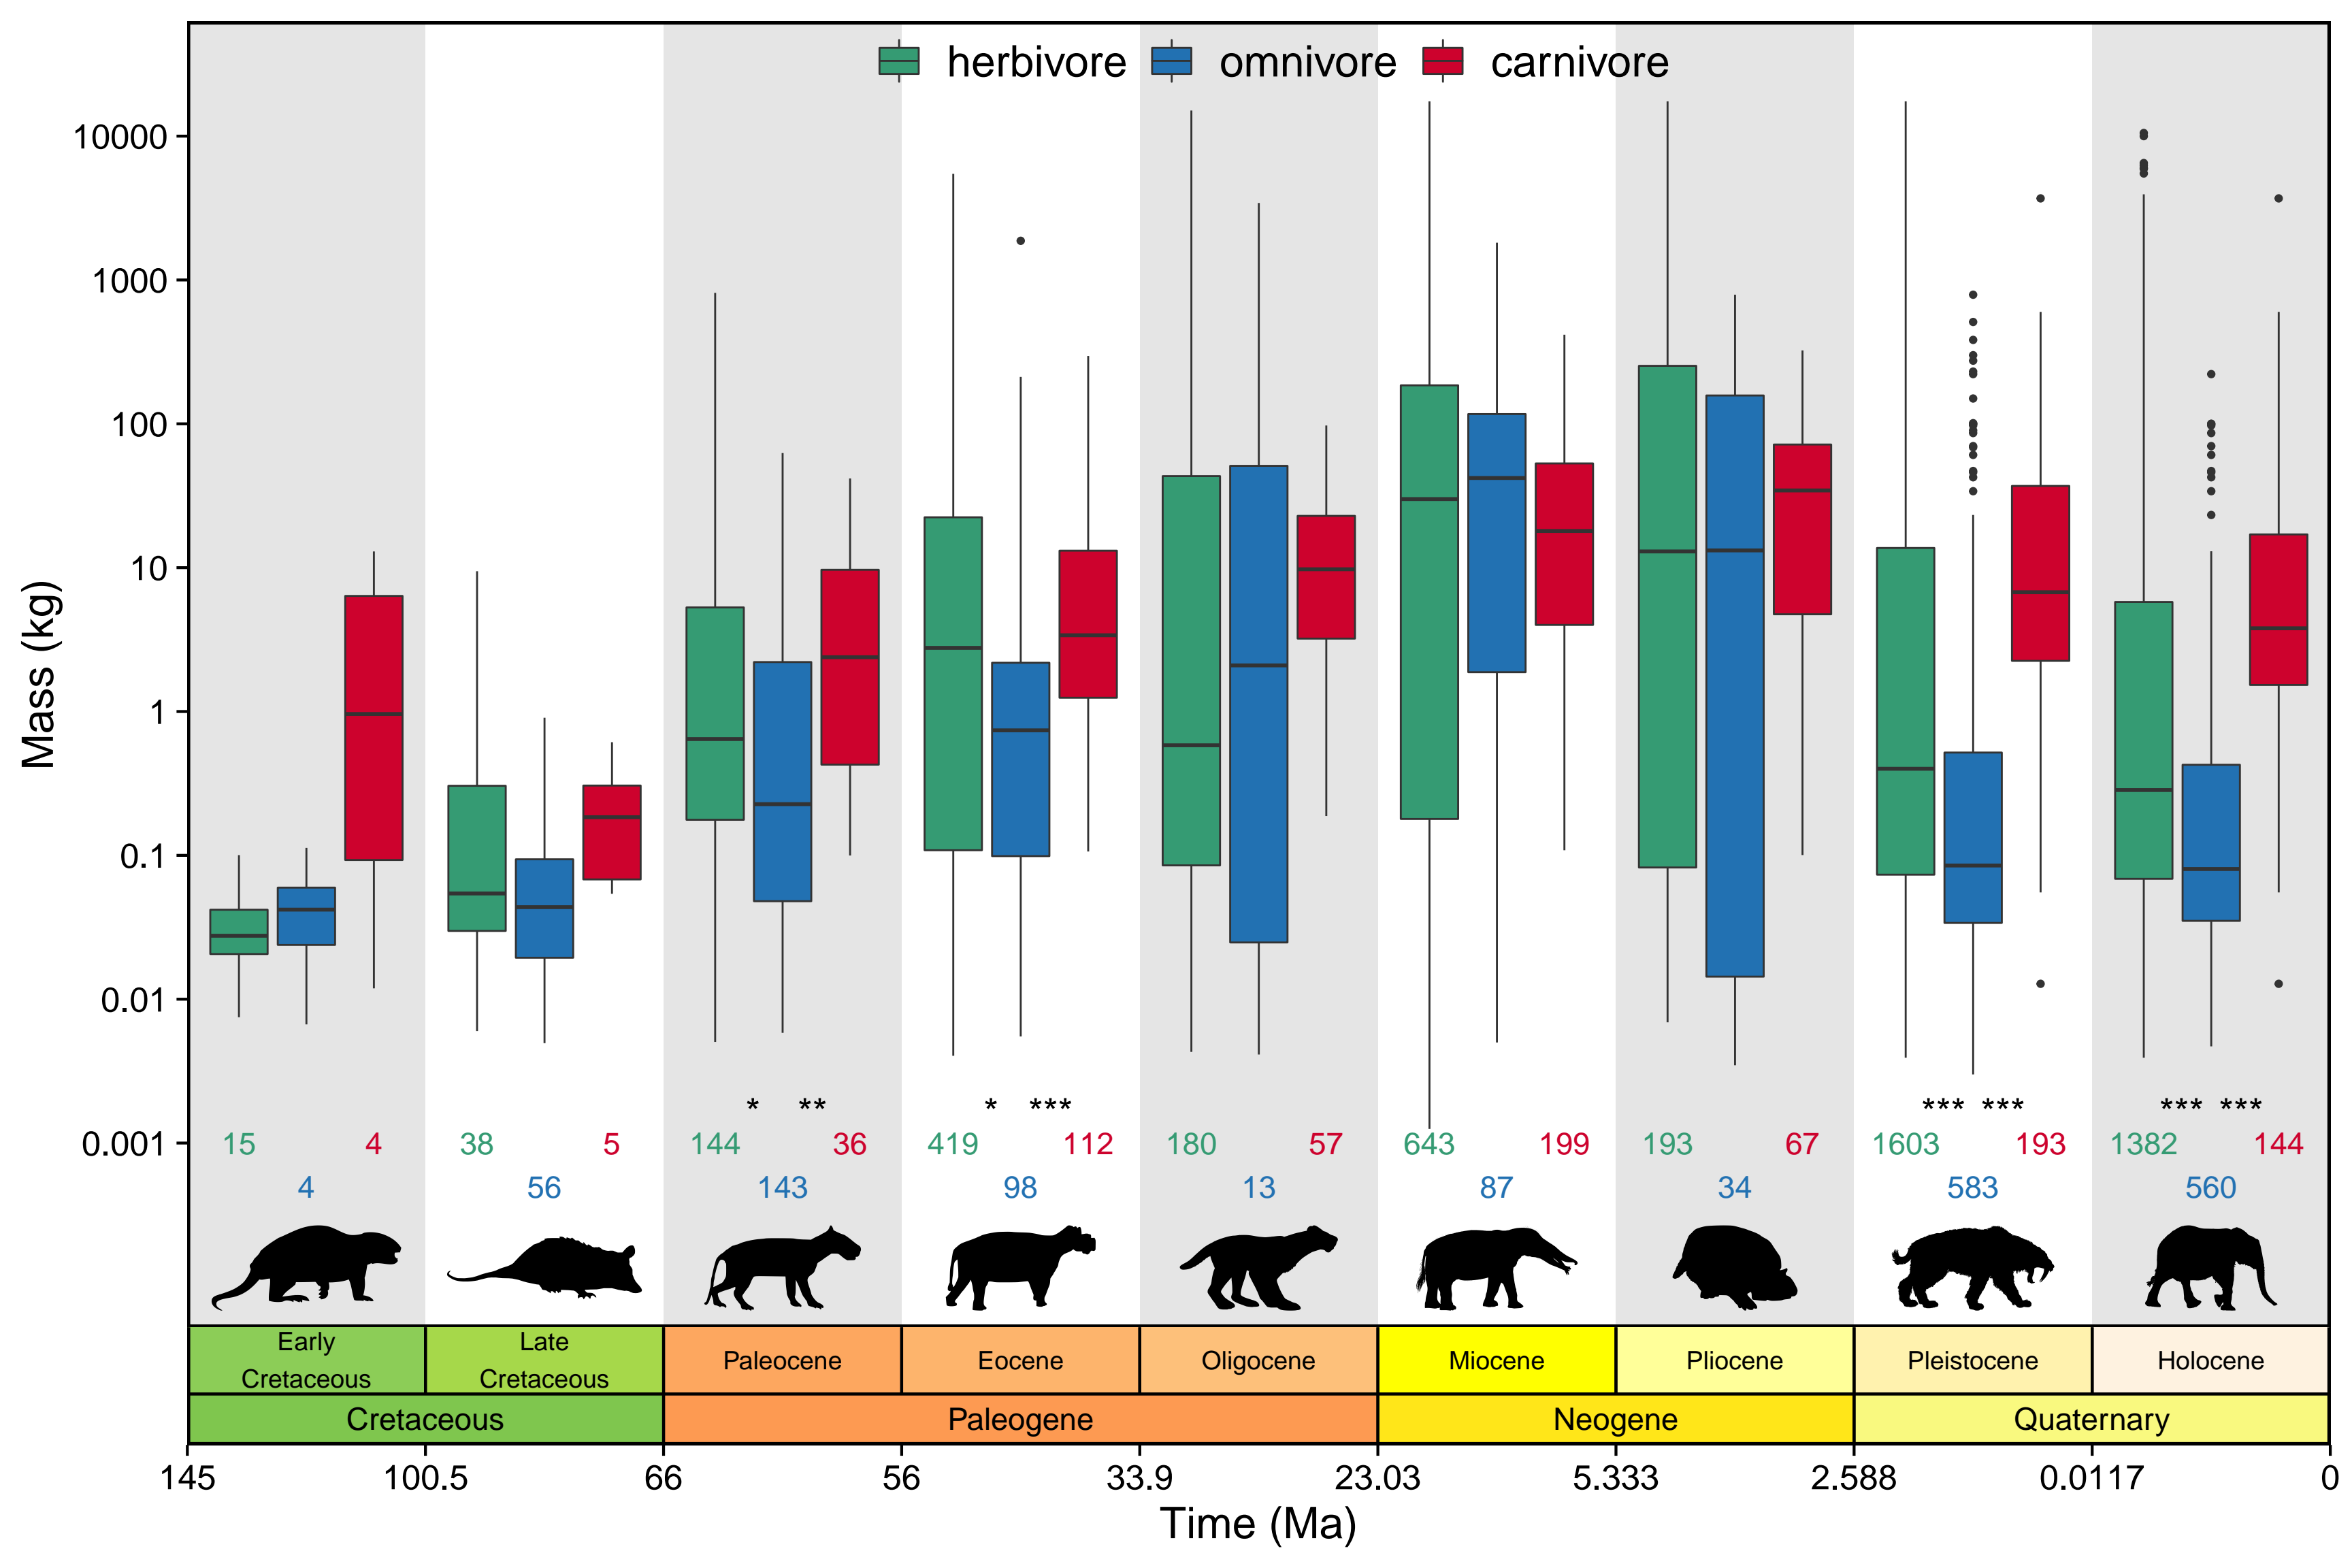 herbivore omnivore carnivore
10000
1000
100
10
1
0.1
0.01
0.001
Mass (kg)
* ** * *** *** *** *** ***
15 4 38 5 144 36 419 112 180 57 643 199 193 67 1603 193 1382 144
4 56 143 98 13 87 34 583 560
Early Cretaceous
Late Cretaceous
Paleocene
Eocene
Oligocene
Miocene
Pliocene
Pleistocene
Holocene
Cretaceous Paleogene Neogene Quaternary
145 100.5 66 56 33.9 23.03 5.333 2.588 0.0117 0
Time (Ma)